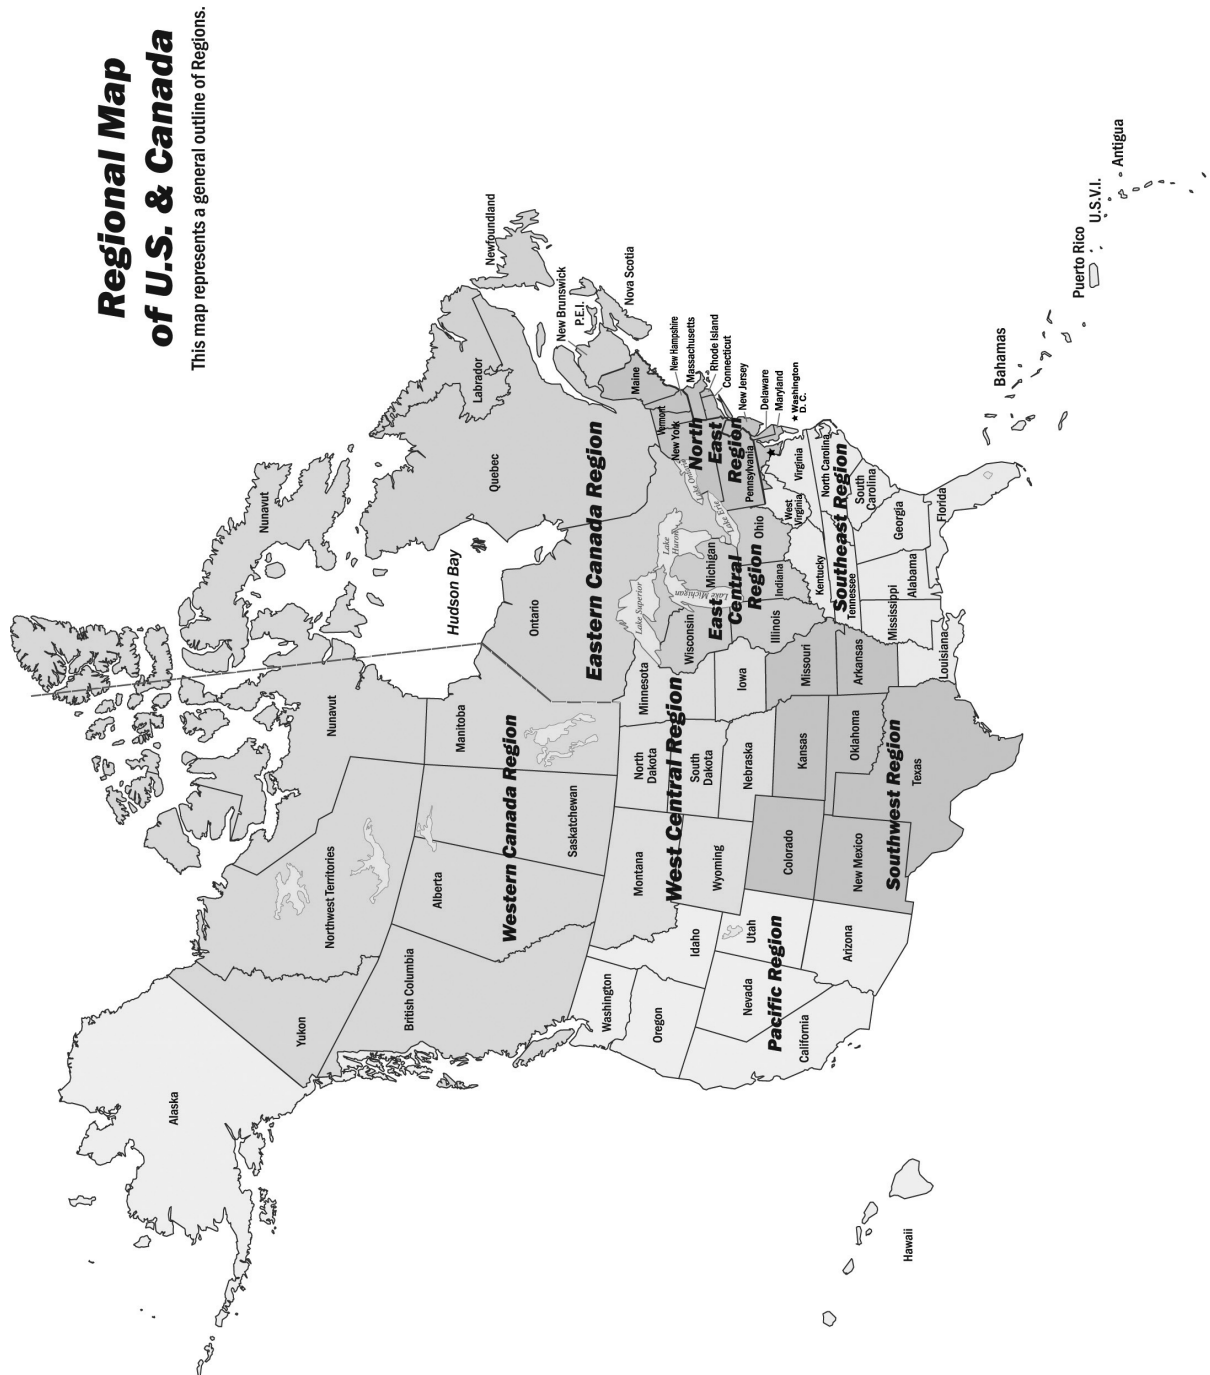 Regional Map
of U.S. & Canada
This map represents a general outline of Regions.
Alaska
Yukon
Northwest Territories
Nunavut
Nunavut
British Columbia
Alberta
Saskatchewan
Manitoba
Western Canada Region
Hudson Bay
Ontario
Quebec
Labrador
Newfoundland
New Brunswick
P.E.I.
Nova Scotia
Eastern Canada Region
Washington
Oregon
Idaho
Nevada
Utah
California
Arizona
Pacific Region
Hawaii
Montana
Wyoming
North
Dakota
South
Dakota
Nebraska
Minnesota
Iowa
West Central Region
Colorado
New Mexico
Kansas
Oklahoma
Texas
Missouri
Arkansas
Southwest Region
Lake Superior
Lake Michigan
Lake
Huron
Lake Erie
Lake Ontario
Wisconsin
Michigan
Illinois
Indiana
Ohio
East
Central
Region
Maine
Vermont
New York
New Hampshire
Massachusetts
Rhode Island
Connecticut
New Jersey
Pennsylvania
Delaware
Maryland
Washington
D. C.
North
East
Region
West
Virginia
Virginia
Kentucky
Tennessee
North Carolina
South
Carolina
Georgia
Florida
Alabama
Mississippi
Louisiana
Southeast Region
Bahamas
Puerto Rico
U.S.V.I.
Antigua